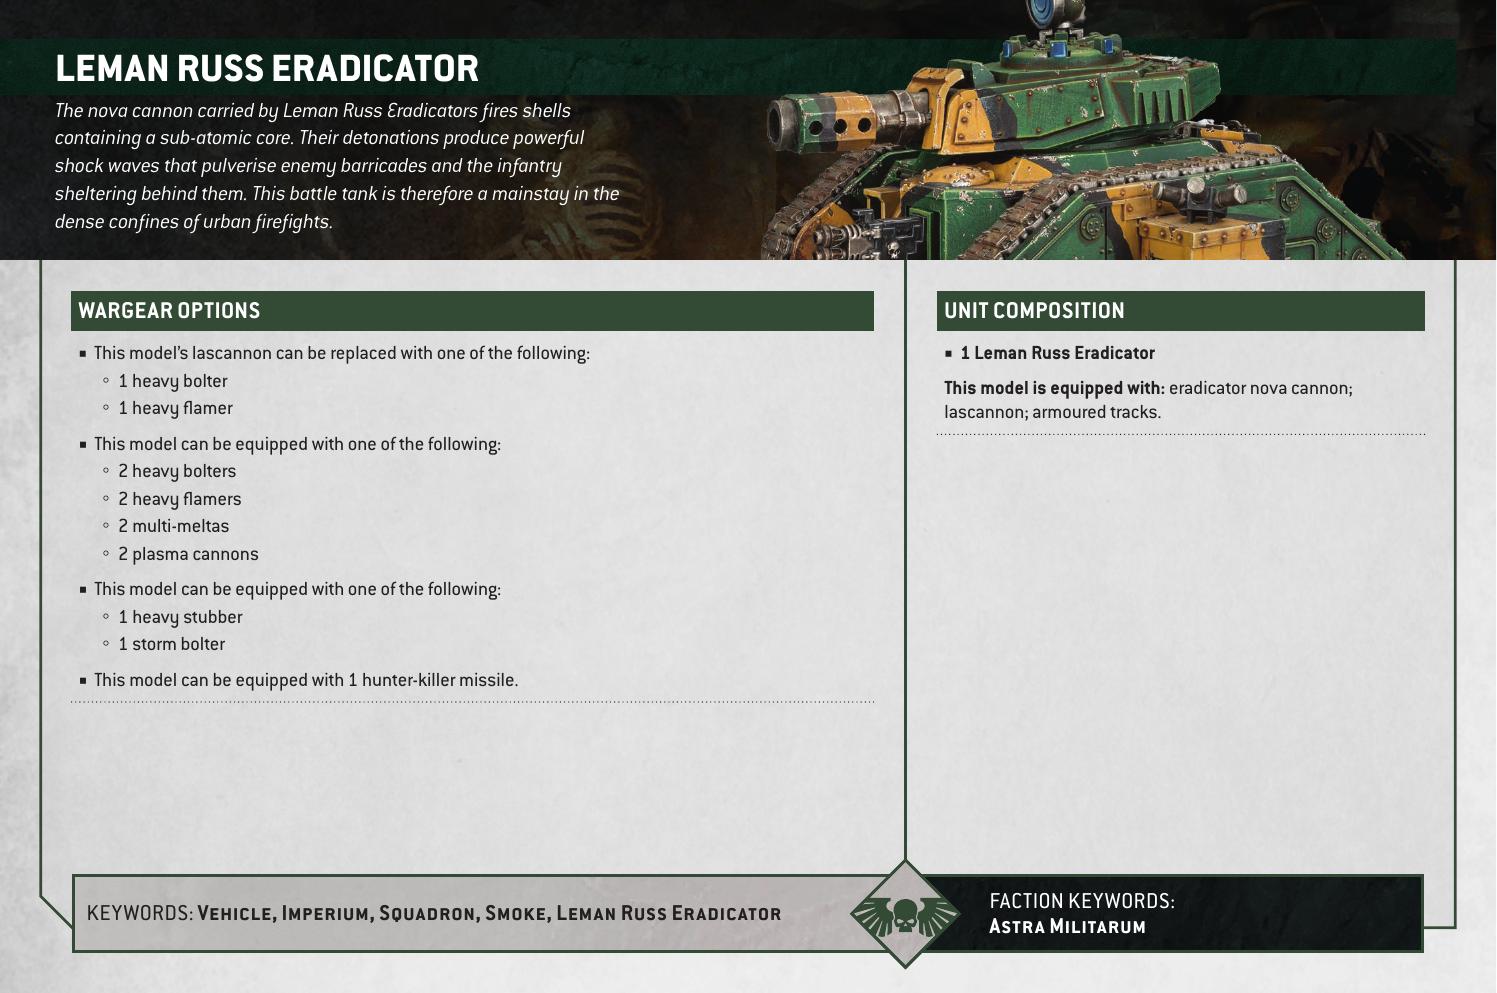 LEMAN RUSS ERADICATOR
The nova cannon carried by Leman Russ Eradicators fires shells
containing a sub-atomic core. Their detonations produce powerful
shock waves that pulverise enemy barricades and the infantry
sheltering behind them. This battle tank is therefore a mainstay in the
dense confines of urban firefights.
WARGEAR OPTIONS
■ This model’s lascannon can be replaced with one of the following:
◦ 1 heavy bolter
◦ 1 heavy flamer
■ This model can be equipped with one of the following:
◦ 2 heavy bolters
◦ 2 heavy flamers
◦ 2 multi-meltas
◦ 2 plasma cannons
■ This model can be equipped with one of the following:
◦ 1 heavy stubber
◦ 1 storm bolter
■ This model can be equipped with 1 hunter-killer missile.
UNIT COMPOSITION
■ 1 Leman Russ Eradicator
This model is equipped with: eradicator nova cannon;
lascannon; armoured tracks.
KEYWORDS: Vehicle, Imperium, Squadron, Smoke, Leman Russ Eradicator
FACTION KEYWORDS:
Astra Militarum